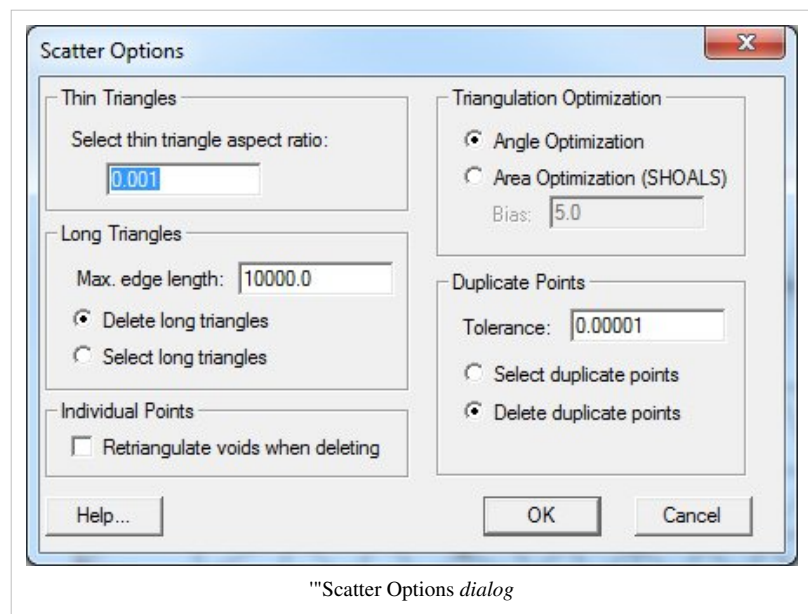 Scatter Options
Thin Triangles
Select thin triangle aspect ratio:
0.001
Long Triangles
Max. edge length: 10000.0
Delete long triangles
Select long triangles
Individual Points
Retriangulate voids when deleting
Triangulation Optimization
Angle Optimization
Area Optimization (SHOALS)
Bias: 5.0
Duplicate Points
Tolerance: 0.00001
Select duplicate points
Delete duplicate points
Help...
OK
Cancel
'"Scatter Options dialog